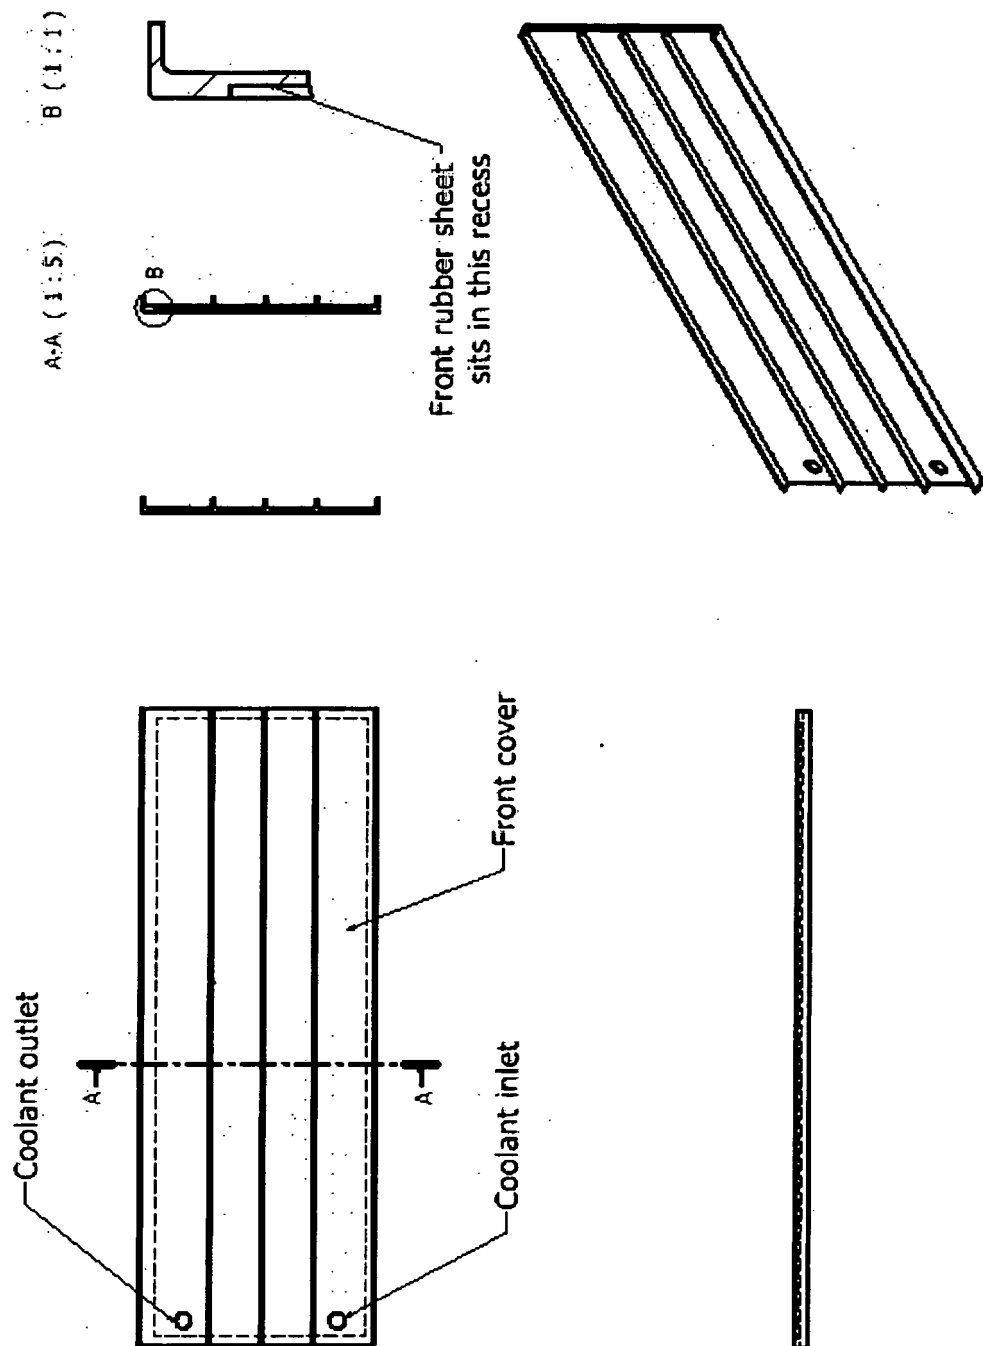 Coolant outlet
A
A
Coolant inlet
Front cover
A-A ( 1 : 5 )
B
B ( 1 : 1 )
Front rubber sheet
sits in this recess